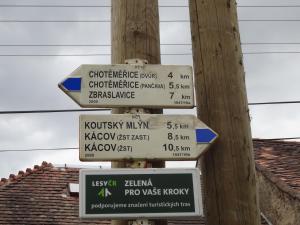 CHOTĚMĚŘICE (DVŮR) 4 km
CHOTĚMĚŘICE (PANČAVA) 5,5 km
ZBRASLAVICE 7 km
KOUTSKÝ MLÝN 5,5 km
KÁCOV (ŽST ZAST.) 8,5 km
KÁCOV (ŽST) 10,5 km
LESY ČR
ZELENÁ
PRO VAŠE KROKY
podporujeme značení turistických tras